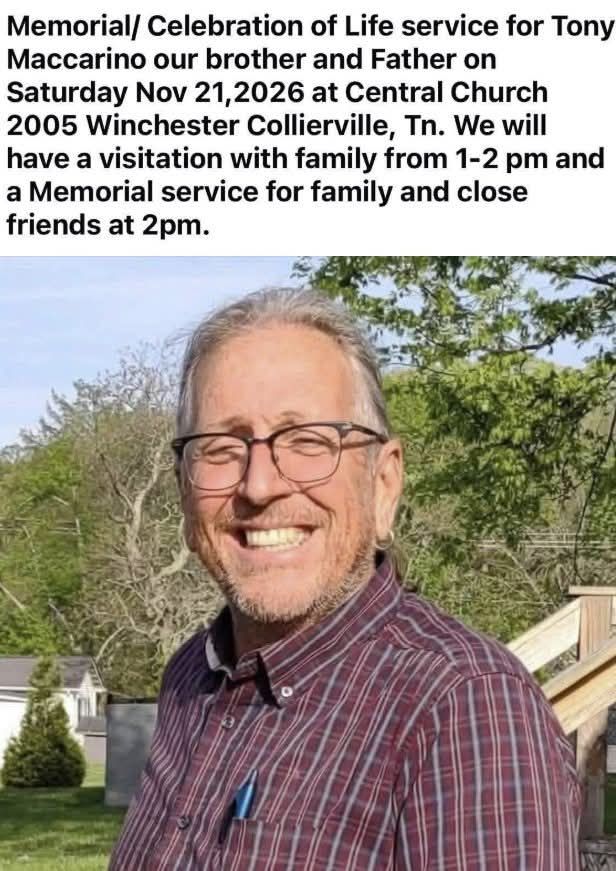 Memorial/ Celebration of Life service for Tony
Maccarino our brother and Father on
Saturday Nov 21,2026 at Central Church
2005 Winchester Collierville, Tn. We will
have a visitation with family from 1-2 pm and
a Memorial service for family and close
friends at 2pm.